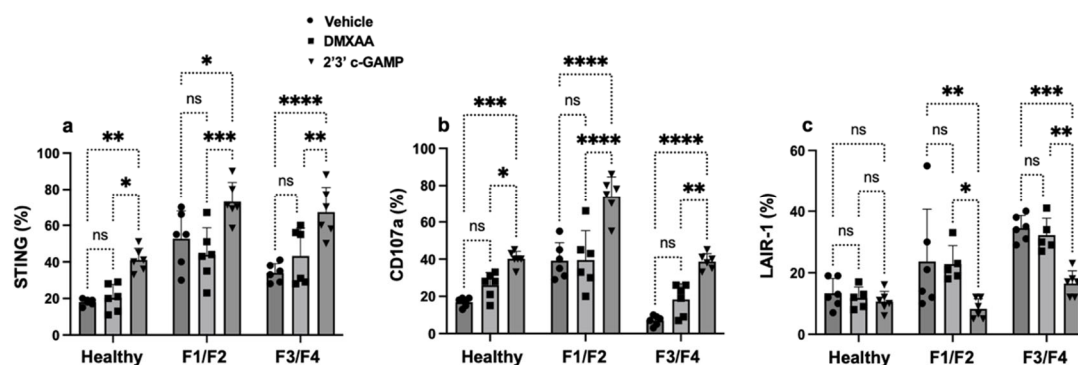 Vehicle
DMXAA
2'3' c-GAMP
a
STING (%)
100
80
60
40
20
0
**
ns
*
*
ns
***
****
ns
**
Healthy
F1/F2
F3/F4
b
CD107a (%)
100
80
60
40
20
0
***
ns
*
****
ns
****
****
ns
**
Healthy
F1/F2
F3/F4
c
LAIR-1 (%)
60
40
20
0
ns
ns
ns
**
ns
*
***
ns
**
Healthy
F1/F2
F3/F4